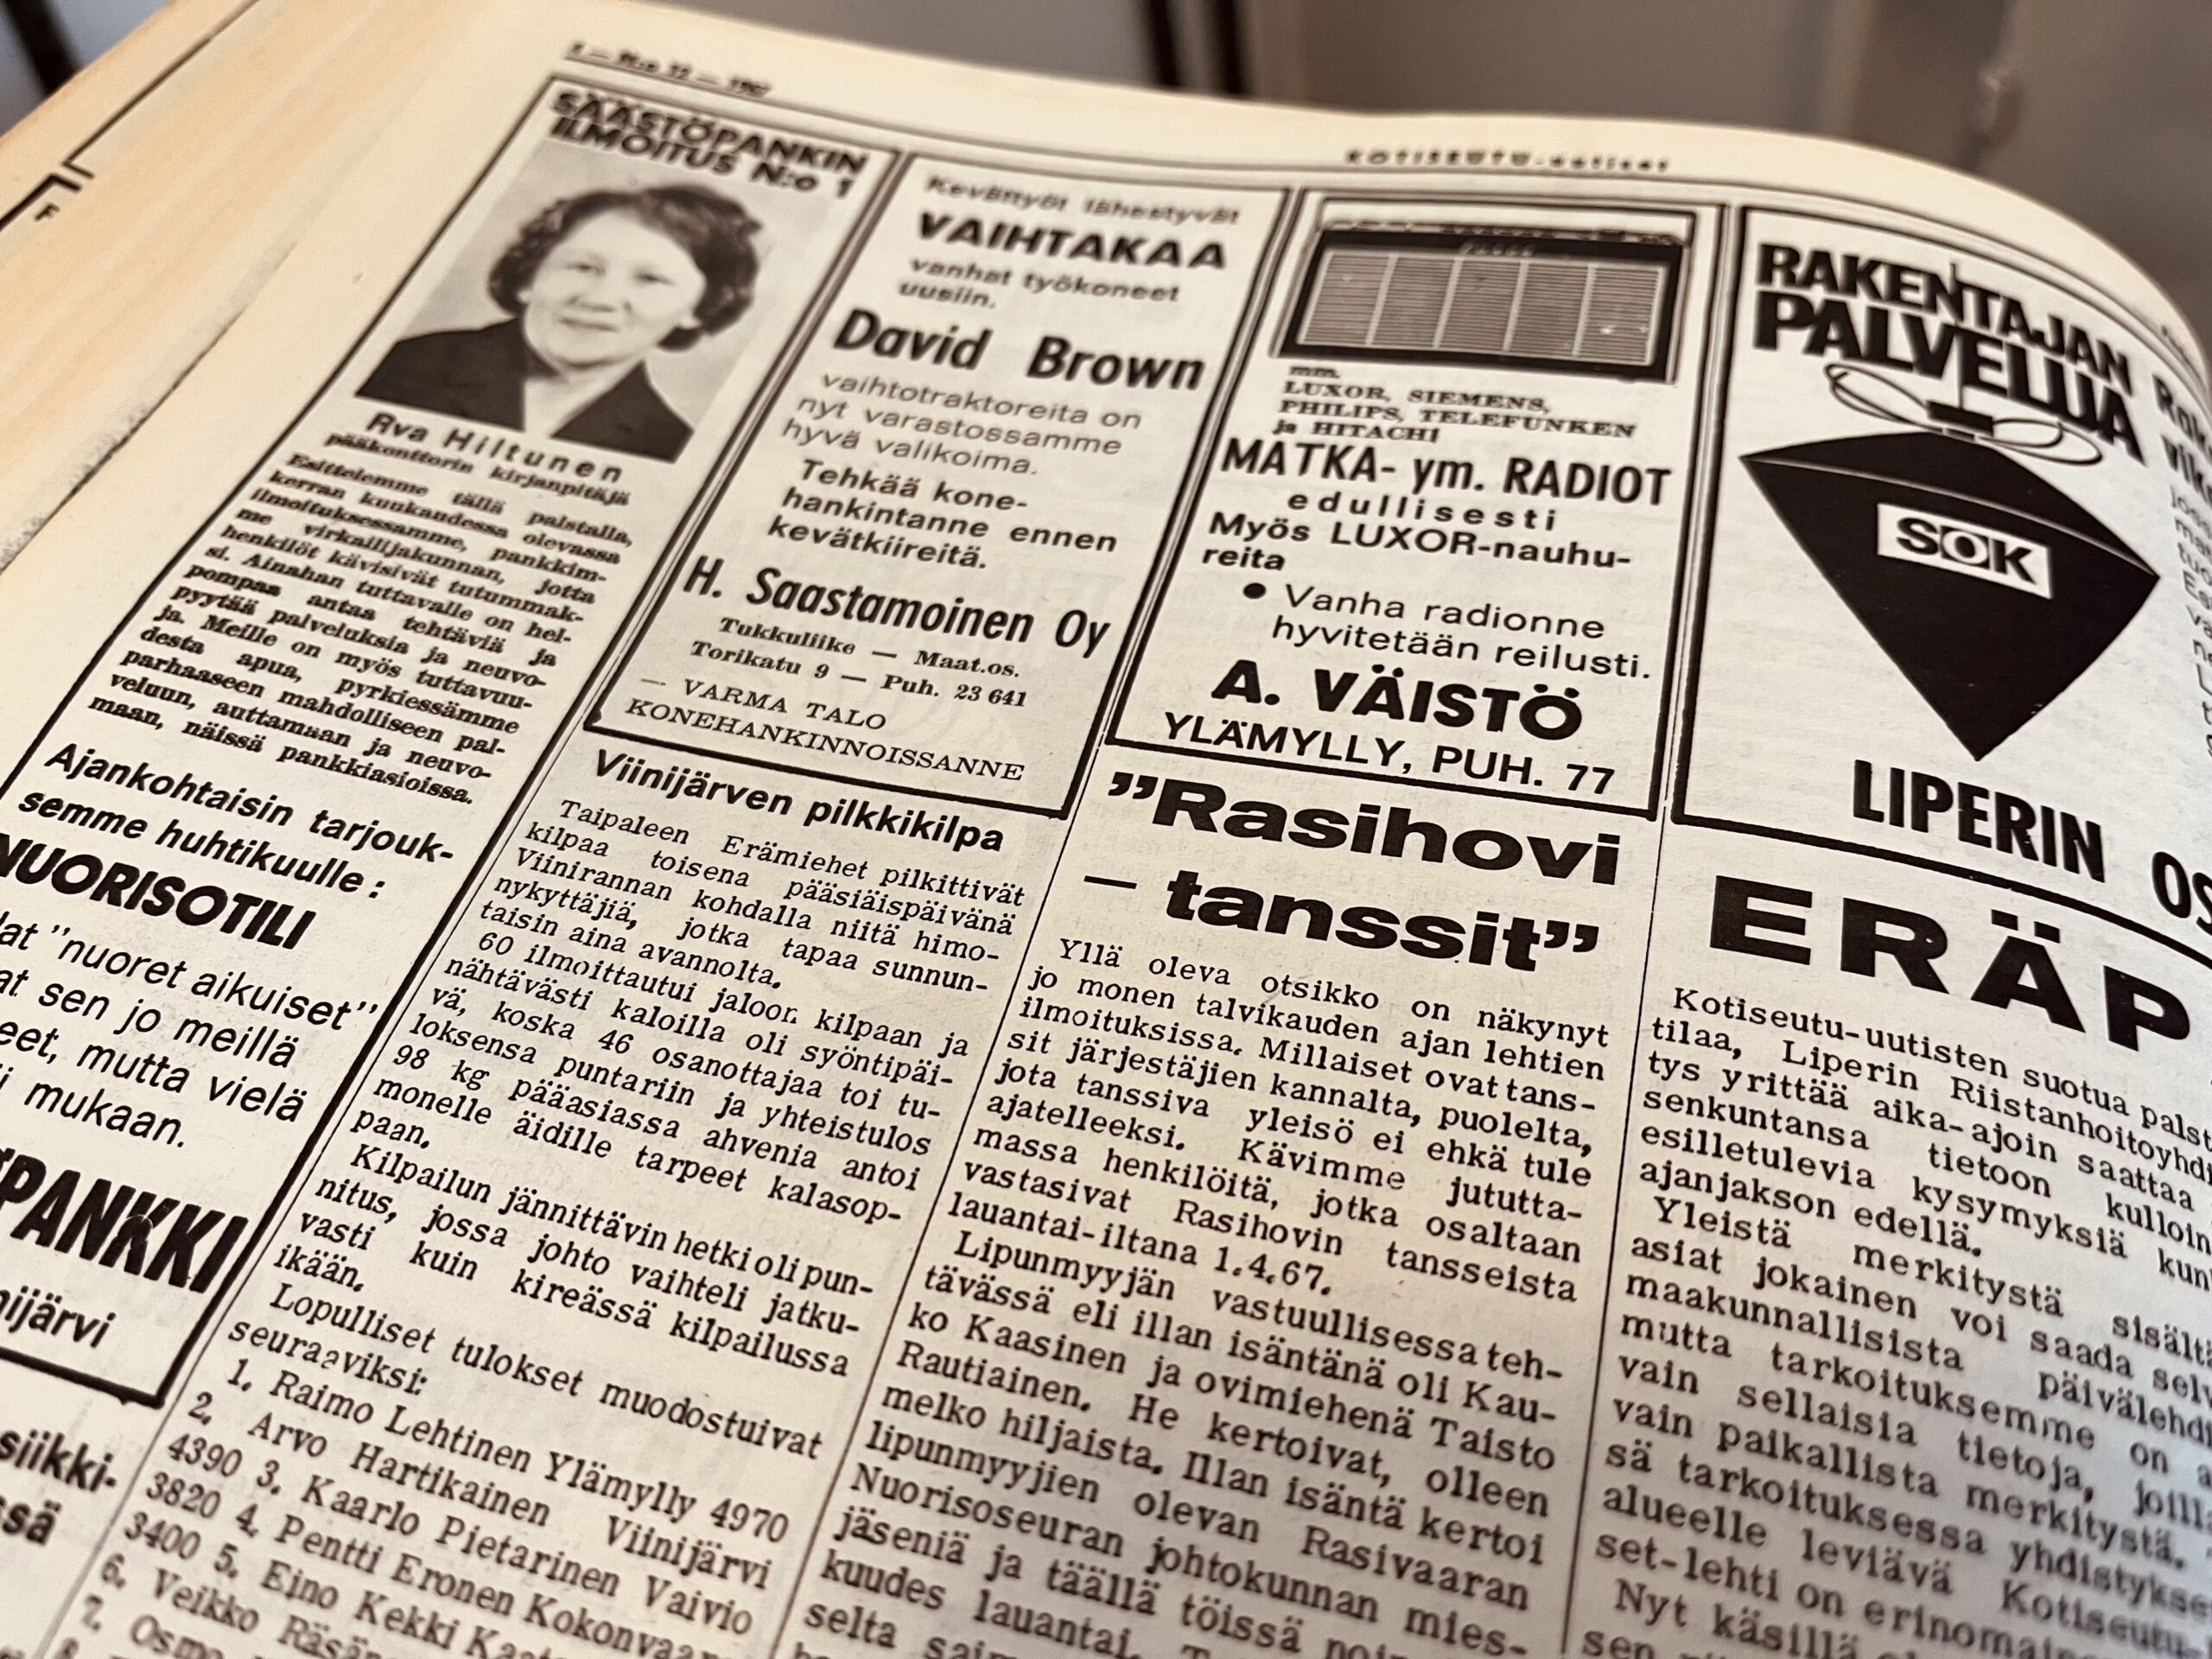 KOTISEUTU-uutiset
SÄÄSTÖPANKIN
ILMOITUS N:o 1
Rva Hiltunen
pääkonttorin kirjanpitäjä
Esittelemme tällä palstalla,
kerran kuukaudessa olevassa
ilmoituksessamme, pankkim-
me virkailijakunnan, jotta
henkilöt kävisivät tutummak-
si. Ainahan tuttavalle on hel-
pompaa antaa tehtäviä ja
pyytää palveluksia ja neuvo-
ja. Meille on myös tuttavuu-
desta apua, pyrkiessämme
parhaaseen mahdolliseen pal-
veluun, auttamaan ja neuvo-
maan, näissä pankkiasioissa.
Ajankohtaisin tarjouk-
semme huhtikuulle:
NUORISOTILI
"nuoret aikuiset"
sen jo meillä
mutta vielä
mukaan.
PANKKI
Kevättyöt lähestyvät
VAIHTAKAA
vanhat työkoneet
uusiin.
David Brown
vaihtotraktoreita on
nyt varastossamme
hyvä valikoima.
Tehkää kone-
hankintanne ennen
kevätkiireitä.
H. Saastamoinen Oy
Tukkuliike — Maat.os.
Torikatu 9 — Puh. 23 641
— VARMA TALO
KONEHANKINNOISSANNE
Viinijärven pilkkikilpa
Taipaleen Erämiehet pilkittivät
kilpaa toisena pääsiäispäivänä
Viinirannan kohdalla niitä himo-
nykyttäjiä, jotka tapaa sunnun-
taisin aina avannolta.
60 ilmoittautui jaloon kilpaan ja
nähtävästi kaloilla oli syöntipäi-
vä, koska 46 osanottajaa toi tu-
loksensa puntariin ja yhteistulos
98 kg pääasiassa ahvenia antoi
monelle äidille tarpeet kalasop-
paan.
Kilpailun jännittävin hetki oli pun-
nitus, jossa johto vaihteli jatku-
vasti kuin kireässä kilpailussa
ikään.
Lopulliset tulokset muodostuivat
seuraaviksi:
1. Raimo Lehtinen Ylämylly 4970
2. Arvo Hartikainen Viinijärvi
4390 3. Kaarlo Pietarinen Vaivio
3820 4. Pentti Eronen Kokonvaara
3400 5. Eino Kekki
6. Veikko
7. Osmo
mm.
LUXOR, SIEMENS,
PHILIPS, TELEFUNKEN
ja HITACHI
MATKA- ym. RADIOT
edullisesti
Myös LUXOR-nauhu-
reita
● Vanha radionne
hyvitetään reilusti.
A. VÄISTÖ
YLÄMYLLY, PUH. 77
"Rasihovi
– tanssit"
Yllä oleva otsikko on näkynyt
jo monen talvikauden ajan lehtien
ilmoituksissa. Millaiset ovat tans-
sit järjestäjien kannalta, puolelta,
jota tanssiva yleisö ei ehkä tule
ajatelleeksi. Kävimme jututta-
massa henkilöitä, jotka osaltaan
vastasivat Rasihovin tansseista
lauantai-iltana 1.4.67.
Lipunmyyjän vastuullisessa teh-
tävässä eli illan isäntänä oli Kau-
ko Kaasinen ja ovimiehenä Taisto
Rautiainen. He kertoivat, olleen
melko hiljaista. Illan isäntä kertoi
lipunmyyjien olevan Rasivaaran
Nuorisoseuran johtokunnan mies-
jäseniä ja täällä töissä
kuudes lauantai.
selta
RAKENTAJAN
PALVELUA
SOK
LIPERIN
ERÄP
Kotiseutu-uutisten suotua
tilaa, Liperin Riistanhoitoyhdi
tys yrittää aika-ajoin saattaa
senkuntansa tietoon
esilletulevia kysymyksiä
ajanjakson edellä.
Yleistä merkitystä
asiat jokainen voi saada
maakunnallisista
mutta tarkoituksemme on
vain sellaisia tietoja,
vain paikallista merkitystä.
sä tarkoituksessa
alueelle leviävä
set-lehti on
Nyt käsillä
sen